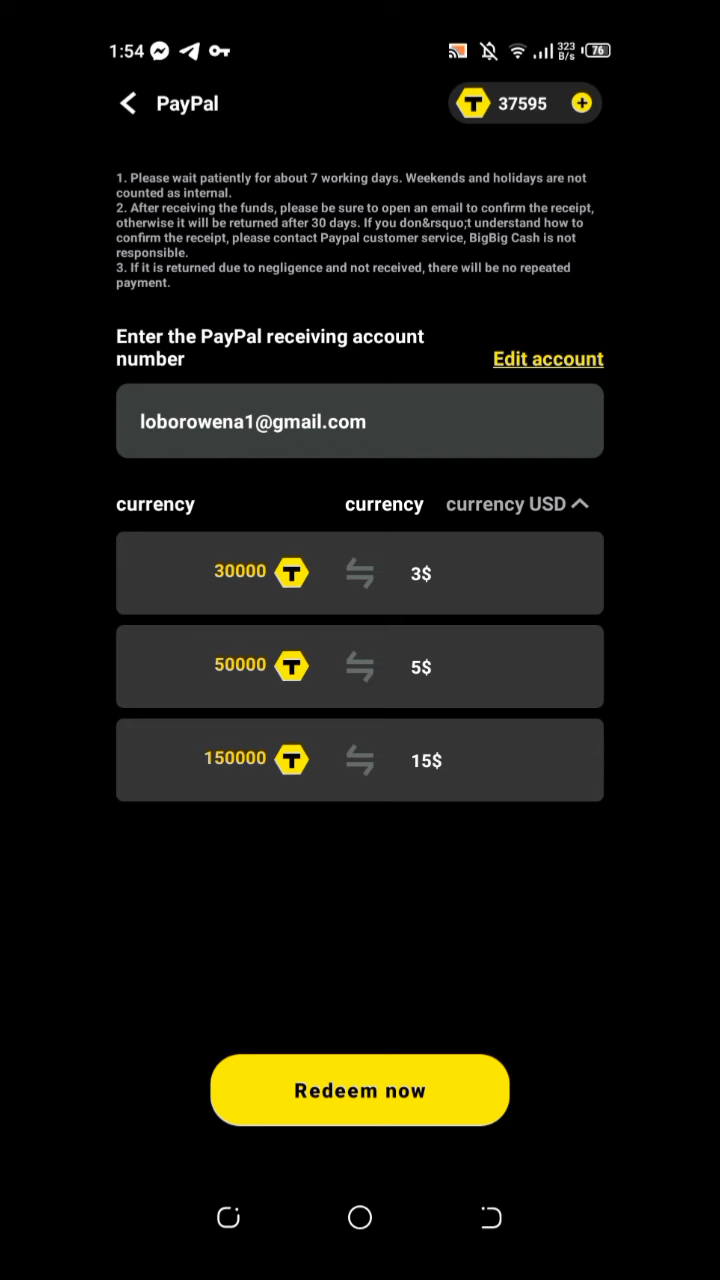 1:54 323 B/s 76
PayPal T 37595 +
1. Please wait patiently for about 7 working days. Weekends and holidays are not
counted as internal.
2. After receiving the funds, please be sure to open an email to confirm the receipt,
otherwise it will be returned after 30 days. If you don&rsquo;t understand how to
confirm the receipt, please contact Paypal customer service, BigBig Cash is not
responsible.
3. If it is returned due to negligence and not received, there will be no repeated
payment.
Enter the PayPal receiving account
number Edit account
loborowena1@gmail.com
currency currency currency USD
30000 T 3$
50000 T 5$
150000 T 15$
Redeem now